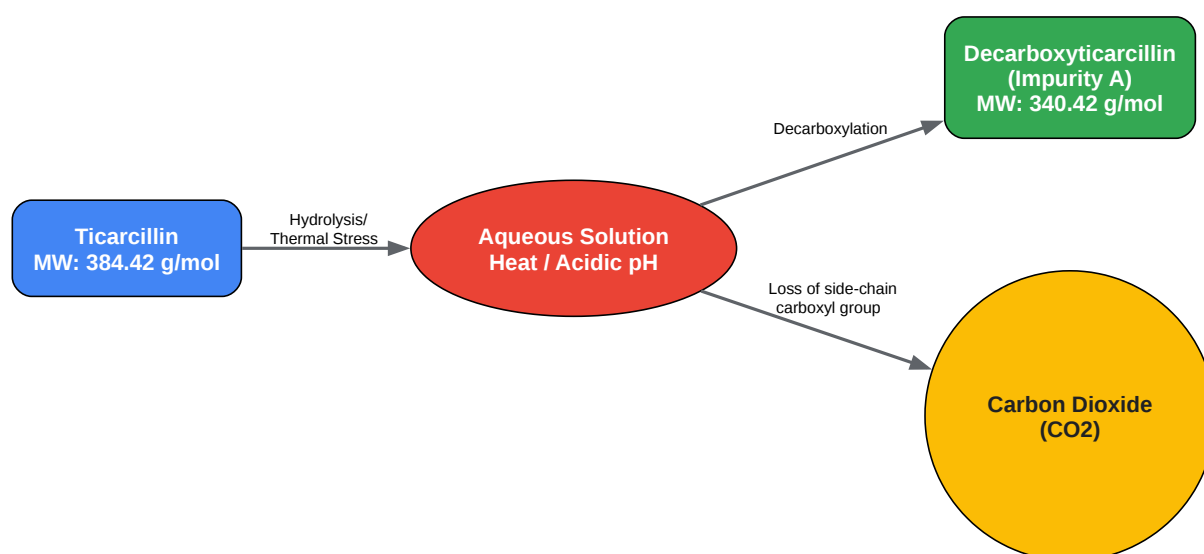 Ticarcillin
MW: 384.42 g/mol
Hydrolysis/
Thermal Stress
Aqueous Solution
Heat / Acidic pH
Decarboxylation
Decarboxyticarcillin
(Impurity A)
MW: 340.42 g/mol
Loss of side-chain
carboxyl group
Carbon Dioxide
(CO2)